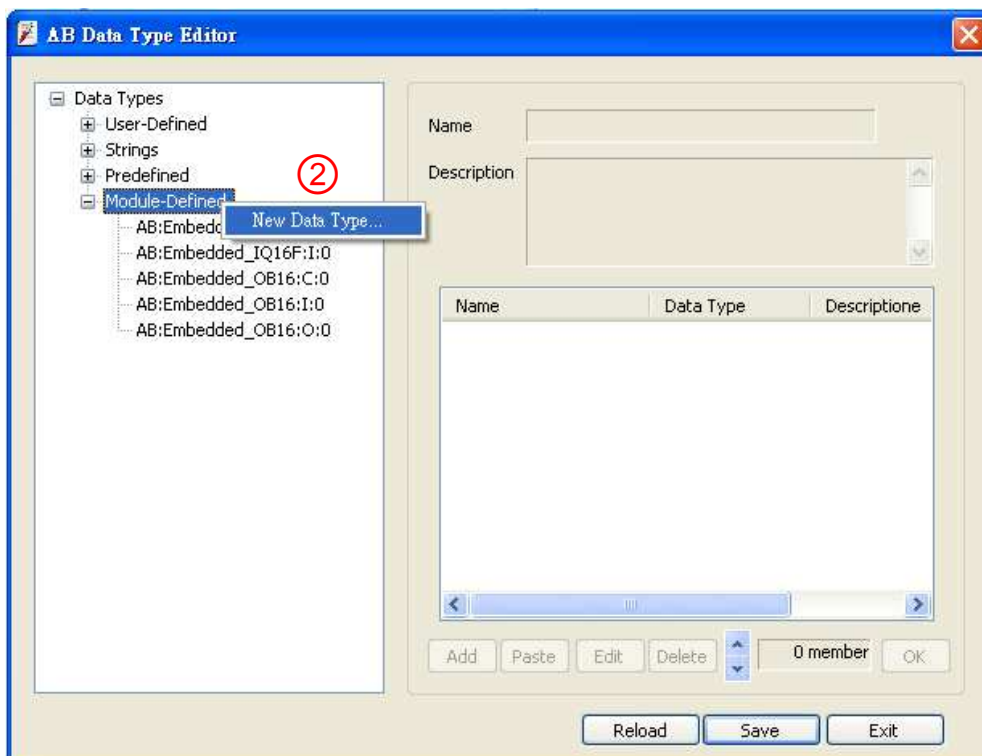 AB Data Type Editor
Data Types
User-Defined
Strings
Predefined
②
Module-Defined
New Data Type...
AB:Embedd
AB:Embedded_IQ16F:I:0
AB:Embedded_OB16:C:0
AB:Embedded_OB16:I:0
AB:Embedded_OB16:O:0
Name
Description
Name Data Type Descriptione
Add Paste Edit Delete 0 member OK
Reload Save Exit